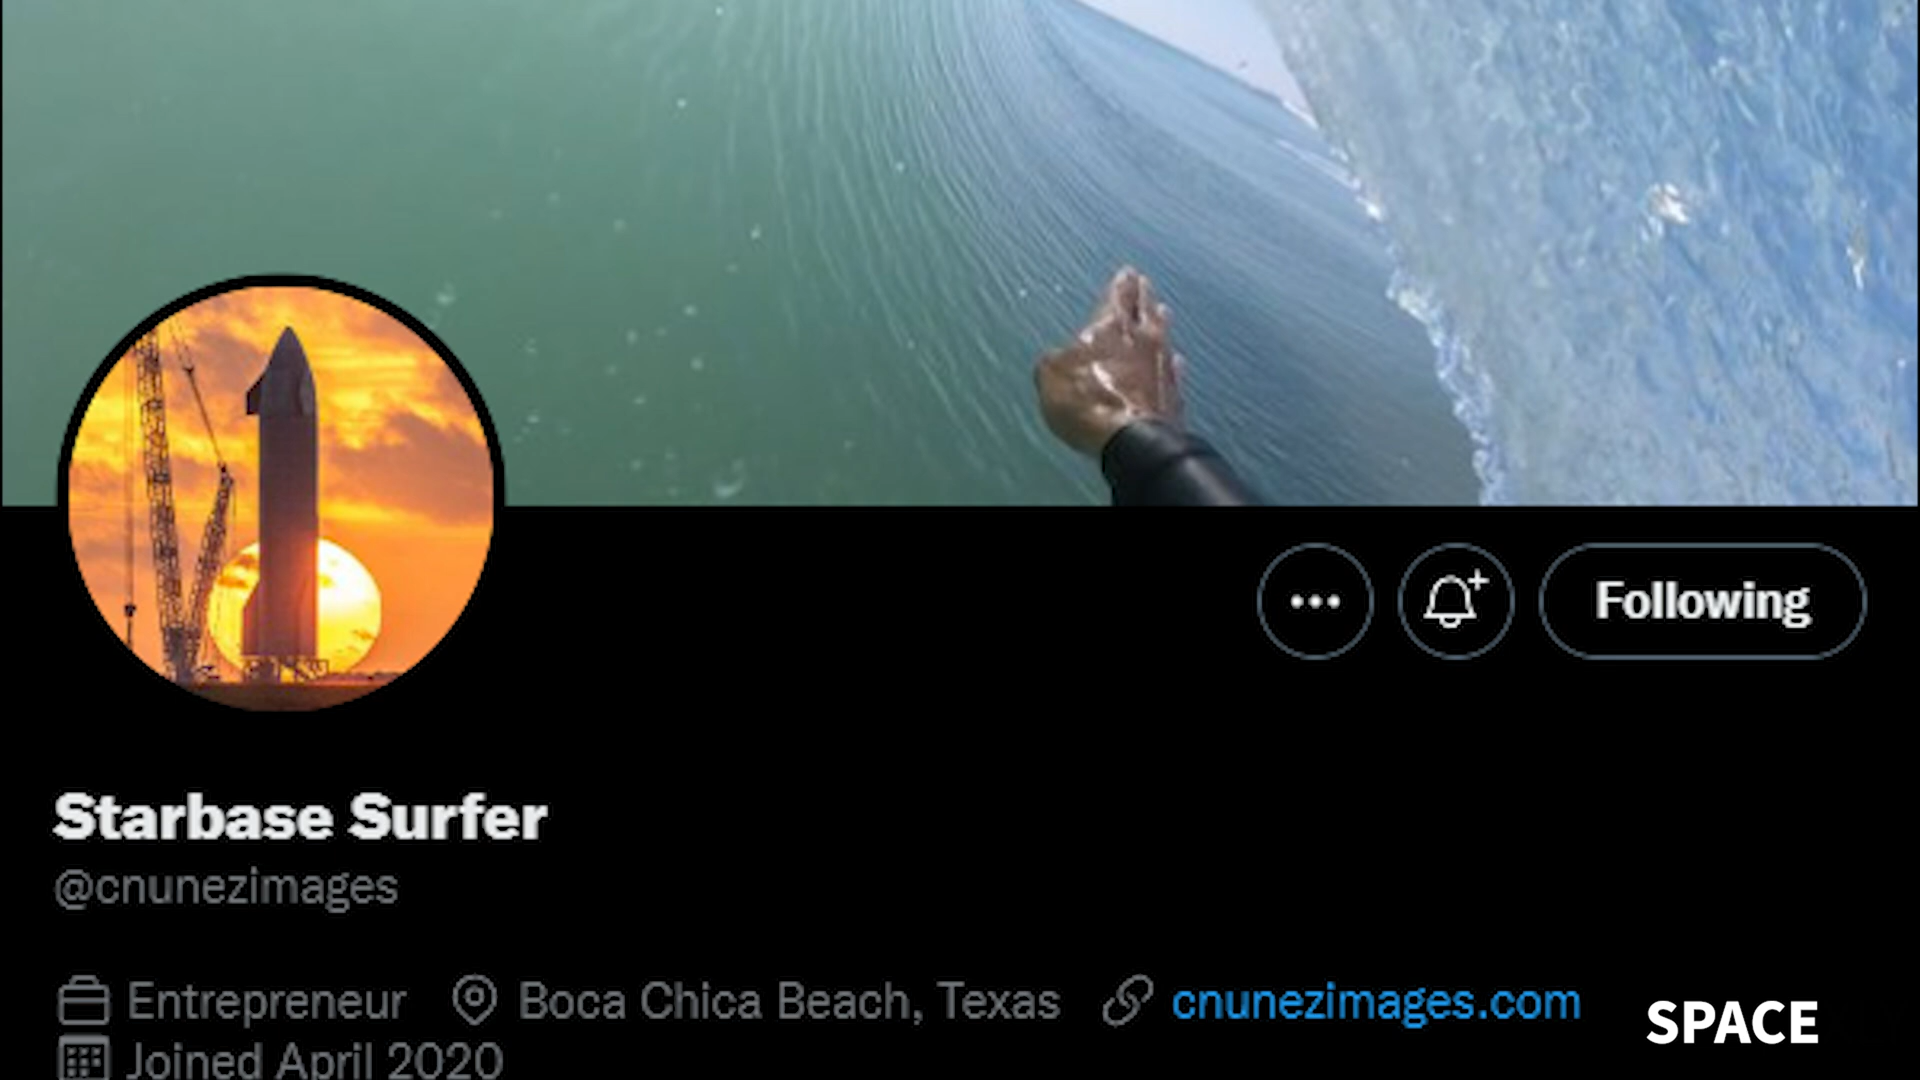 Following
Starbase Surfer
@cnunezimages
Entrepreneur Boca Chica Beach, Texas cnunezimages.com
SPACE
Joined April 2020